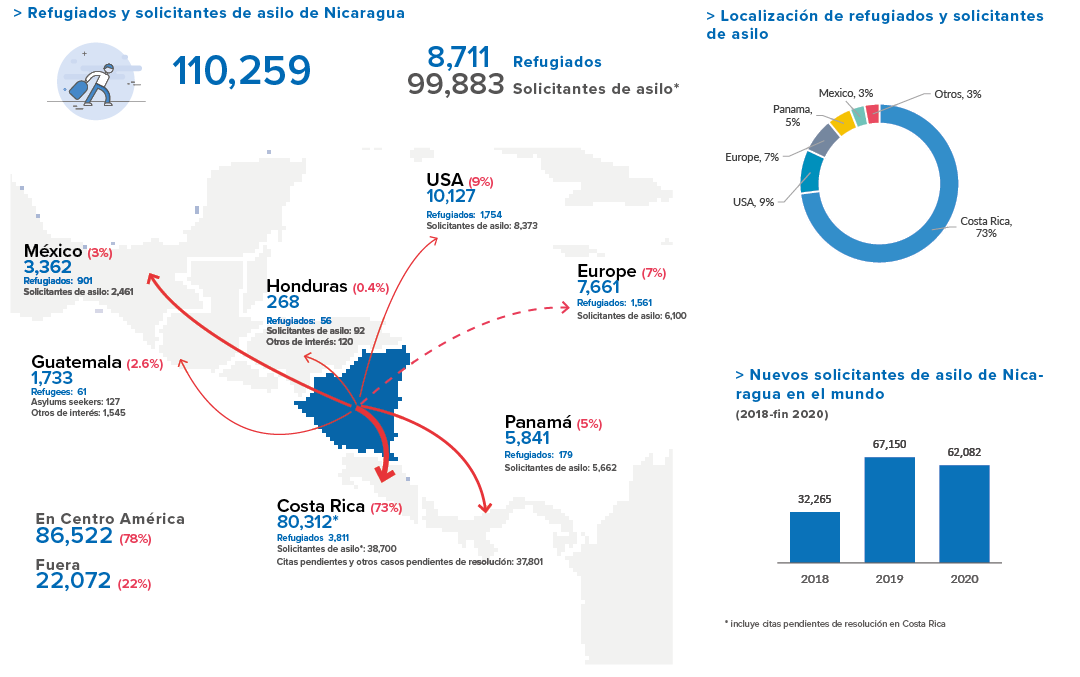 > Refugiados y solicitantes de asilo de Nicaragua
110,259
8,711 Refugiados
99,883 Solicitantes de asilo*
USA (9%)
10,127
Refugiados: 1,754
Solicitantes de asilo: 8,373
México (3%)
3,362
Refugiados: 901
Solicitantes de asilo: 2,461
Honduras (0.4%)
268
Refugiados: 56
Solicitantes de asilo: 92
Otros de interés: 120
Europe (7%)
7,661
Refugiados: 1,561
Solicitantes de asilo: 6,100
Guatemala (2.6%)
1,733
Refugees: 61
Asylums seekers: 127
Otros de interés: 1,545
Panamá (5%)
5,841
Refugiados: 179
Solicitantes de asilo: 5,662
Costa Rica (73%)
80,312*
Refugiados 3,811
Solicitantes de asilo*: 38,700
Citas pendientes y otros casos pendientes de resolución: 37,801
En Centro América
86,522 (78%)
Fuera
22,072 (22%)
> Localización de refugiados y solicitantes
de asilo
Mexico, 3%
Otros, 3%
Panama,
5%
Europe, 7%
USA, 9%
Costa Rica,
73%
> Nuevos solicitantes de asilo de Nica-
ragua en el mundo
(2018-fin 2020)
67,150
62,082
32,265
2018 2019 2020
* incluye citas pendientes de resolución en Costa Rica